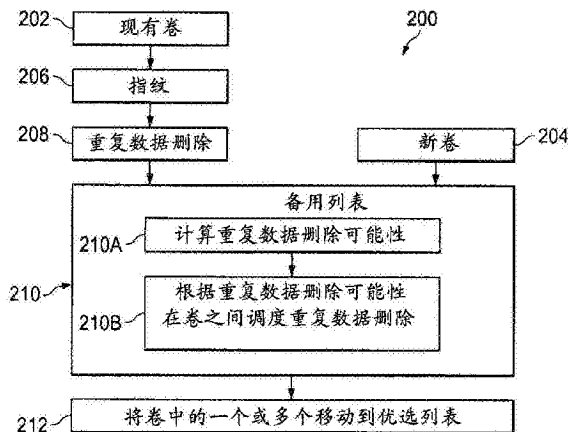 202
现有卷
200
206
指纹
208
重复数据删除
新卷
204
备用列表
210A
计算重复数据删除可能性
210
210B
根据重复数据删除可能性
在卷之间调度重复数据删除
212
将卷中的一个或多个移动到优选列表